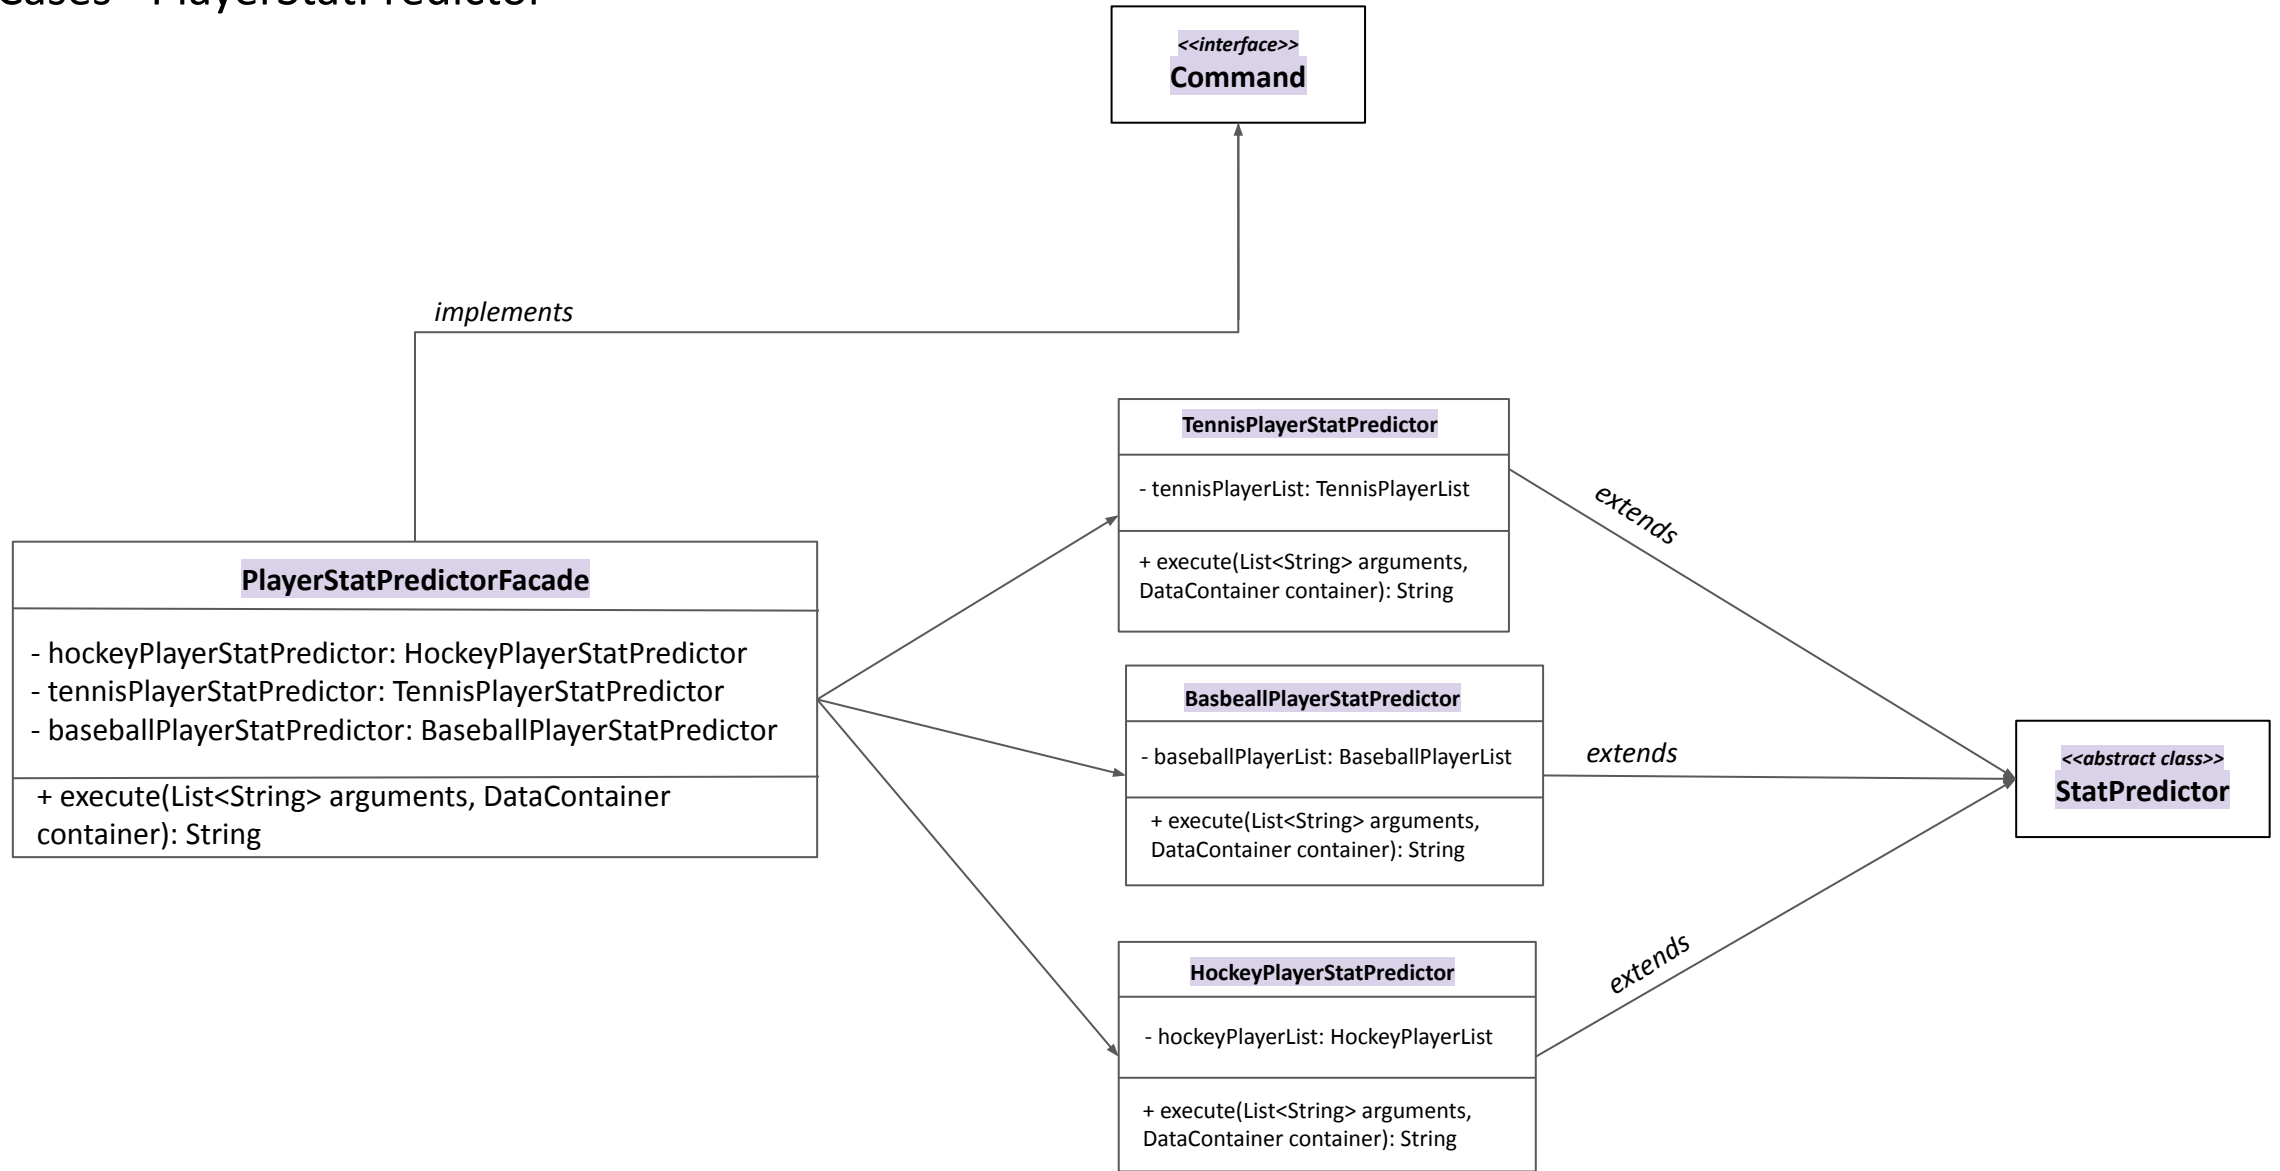 Cases - PlayerStatPredictor
<<interface>>
Command
implements
PlayerStatPredictorFacade
- hockeyPlayerStatPredictor: HockeyPlayerStatPredictor
- tennisPlayerStatPredictor: TennisPlayerStatPredictor
- baseballPlayerStatPredictor: BaseballPlayerStatPredictor
+ execute(List<String> arguments, DataContainer
container): String
TennisPlayerStatPredictor
- tennisPlayerList: TennisPlayerList
+ execute(List<String> arguments,
DataContainer container): String
extends
BasbeallPlayerStatPredictor
- baseballPlayerList: BaseballPlayerList
+ execute(List<String> arguments,
DataContainer container): String
extends
HockeyPlayerStatPredictor
- hockeyPlayerList: HockeyPlayerList
+ execute(List<String> arguments,
DataContainer container): String
extends
<<abstract class>>
StatPredictor